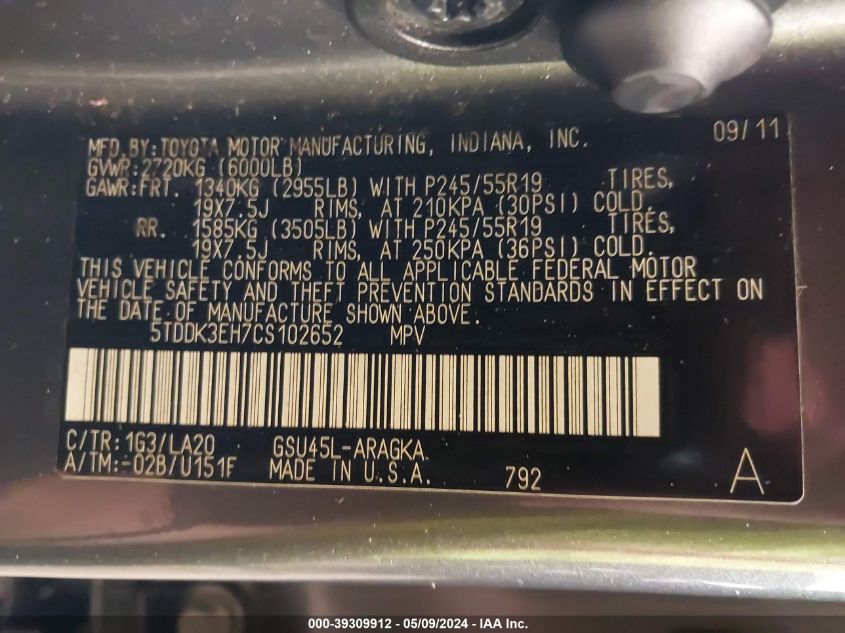 MFD.BY:TOYOTA MOTOR MANUFACTURING, INDIANA, INC. 09/11
GVWR:2720KG (6000LB)
GAWR:FRT. 1340KG (2955LB) WITH P245/55R19 TIRES,
19X7.5J RIMS, AT 210KPA (30PSI) COLD.
RR. 1585KG (3505LB) WITH P245/55R19 TIRES,
19X7.5J RIMS, AT 250KPA (36PSI) COLD.
THIS VEHICLE CONFORMS TO ALL APPLICABLE FEDERAL MOTOR
VEHICLE SAFETY AND THEFT PREVENTION STANDARDS IN EFFECT ON
THE DATE OF MANUFACTURE SHOWN ABOVE.
5TDDK3EH7CS102652 MPV
C/TR:1G3/LA20 GSU45L-ARAGKA
A/TM:-02B/U151F MADE IN U.S.A. 792 A
000-39309912 - 05/09/2024 - IAA Inc.